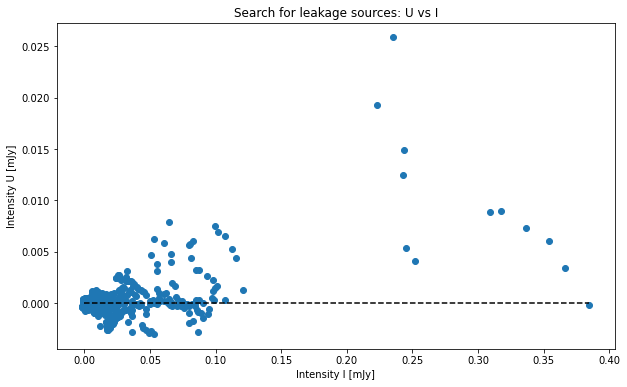 Search for leakage sources: U vs I
0.025
0.020
0.015
0.010
0.005
0.000
Intensity U [mJy]
0.00 0.05 0.10 0.15 0.20 0.25 0.30 0.35 0.40
Intensity I [mJy]